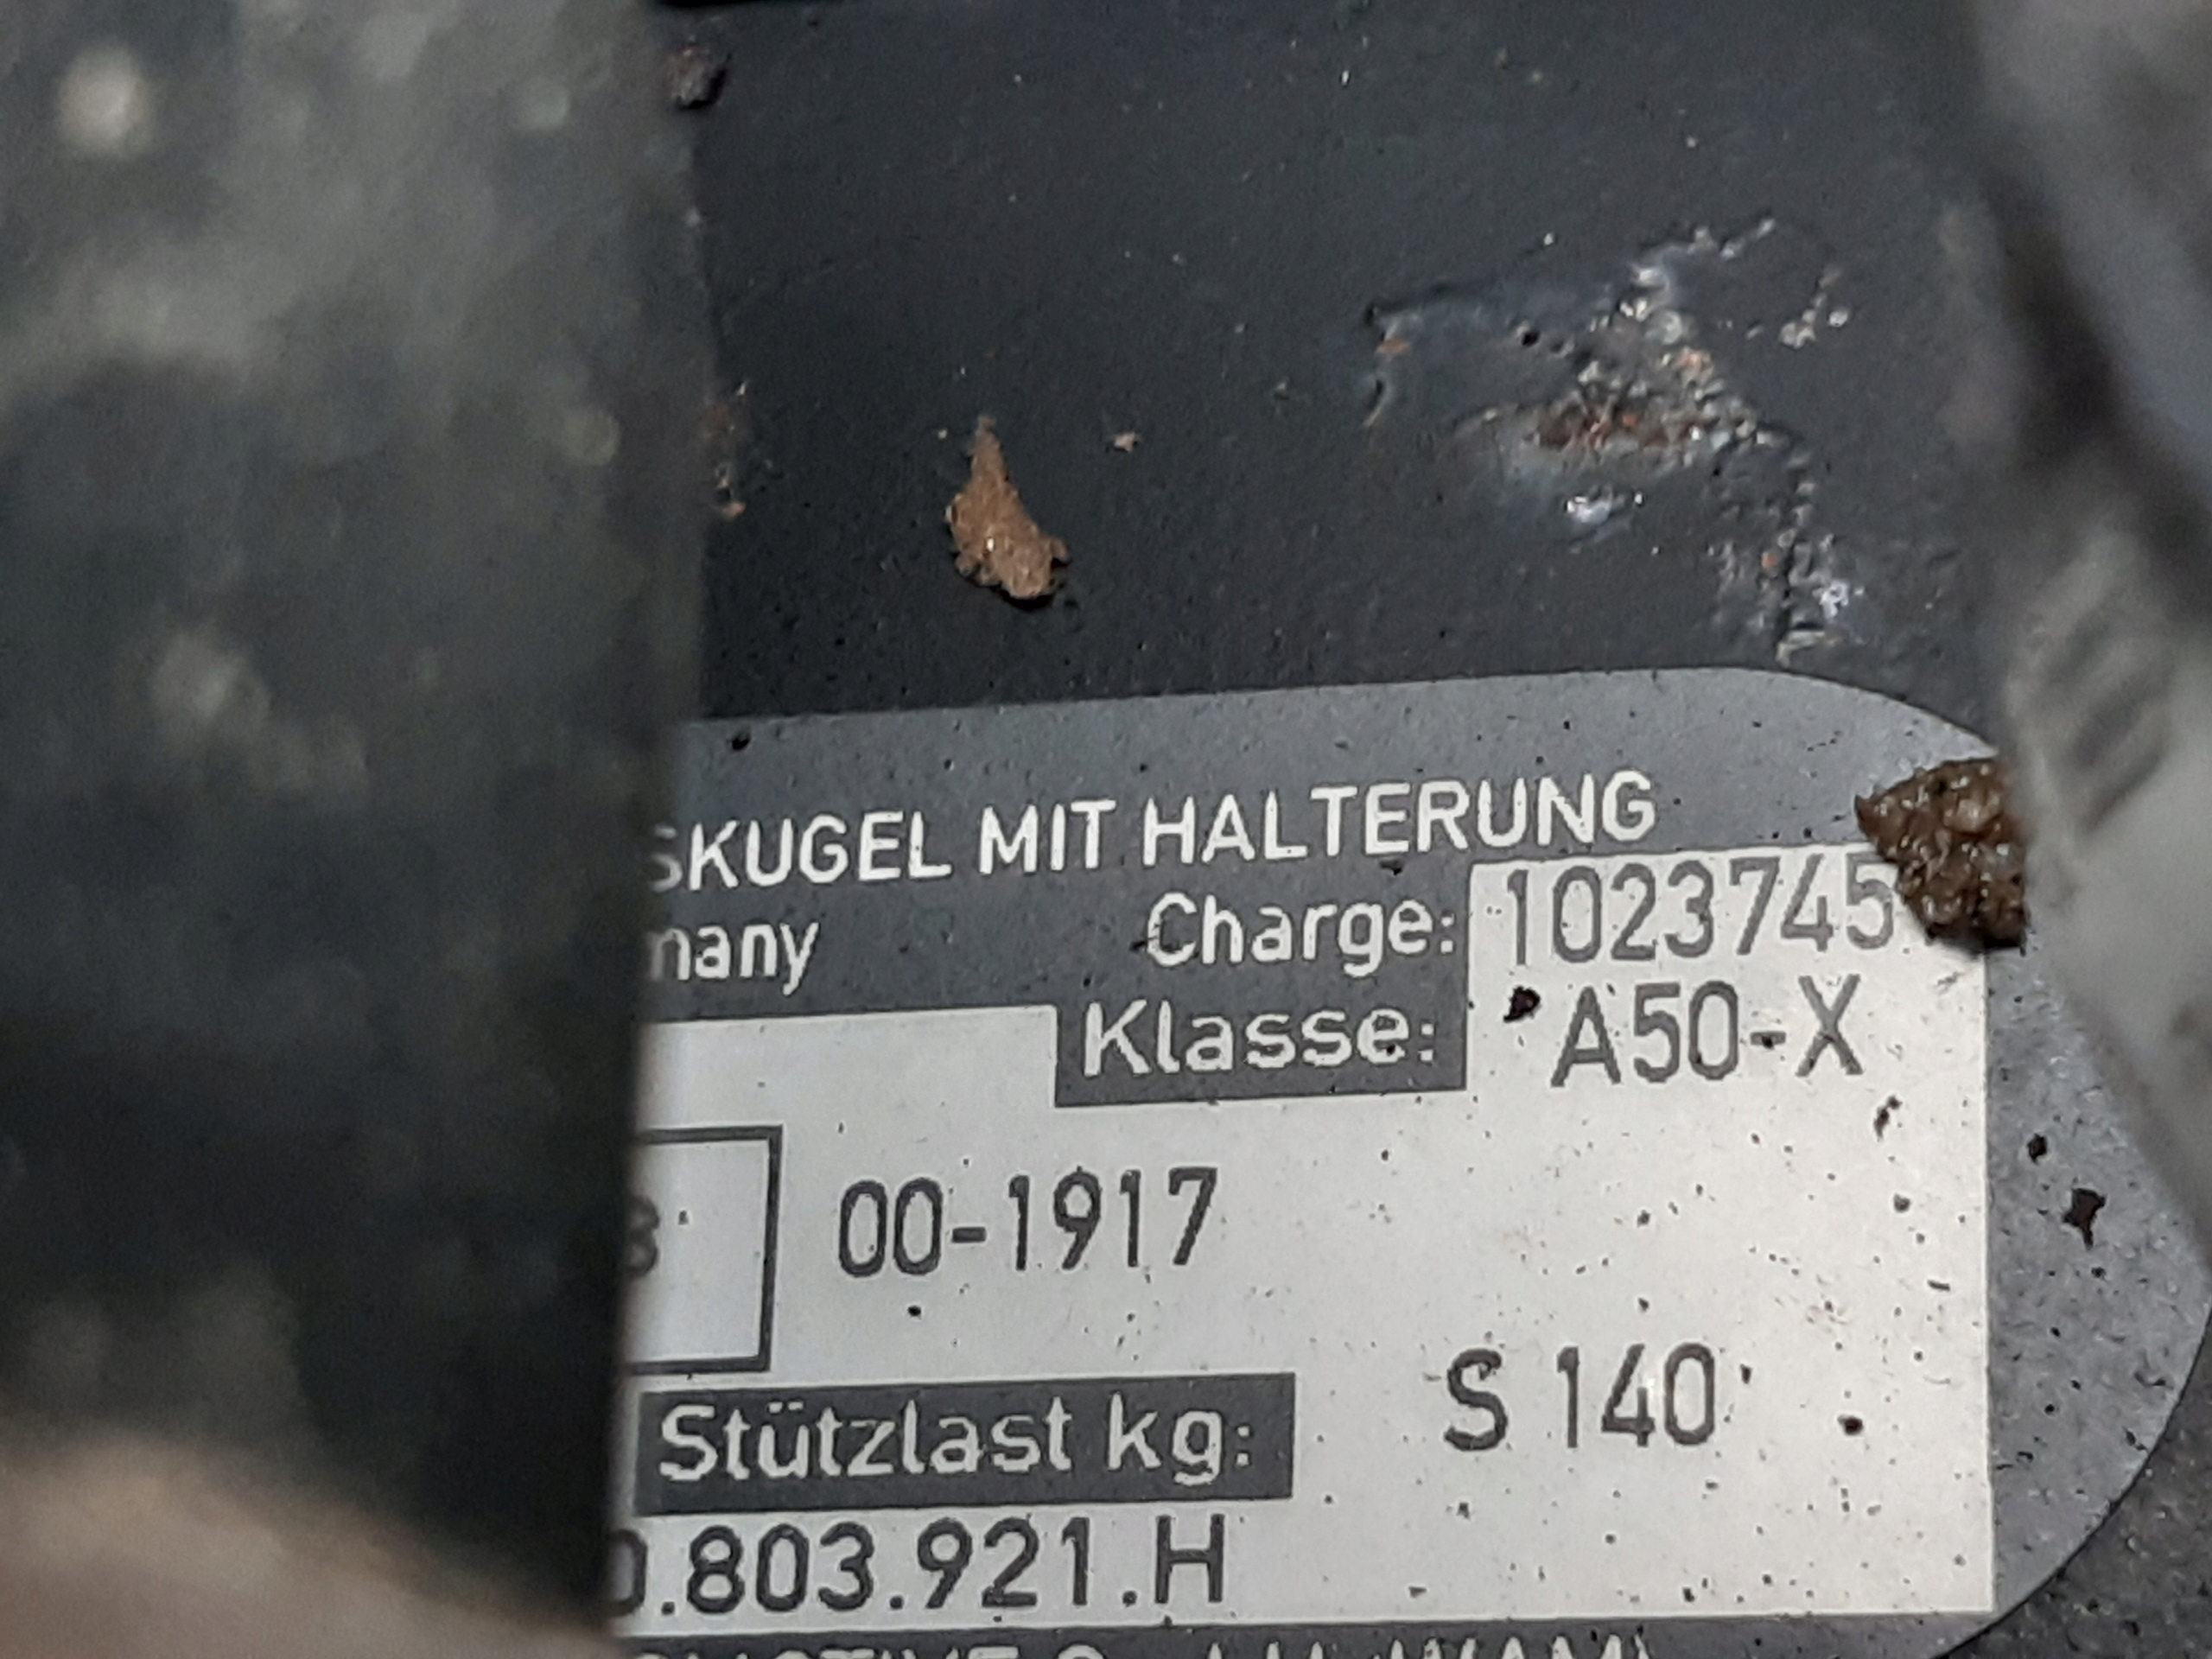 SKUGEL MIT HALTERUNG
many Charge: 1023745
Klasse: A50-X
00-1917
Stützlast kg: S 140
0.803.921.H